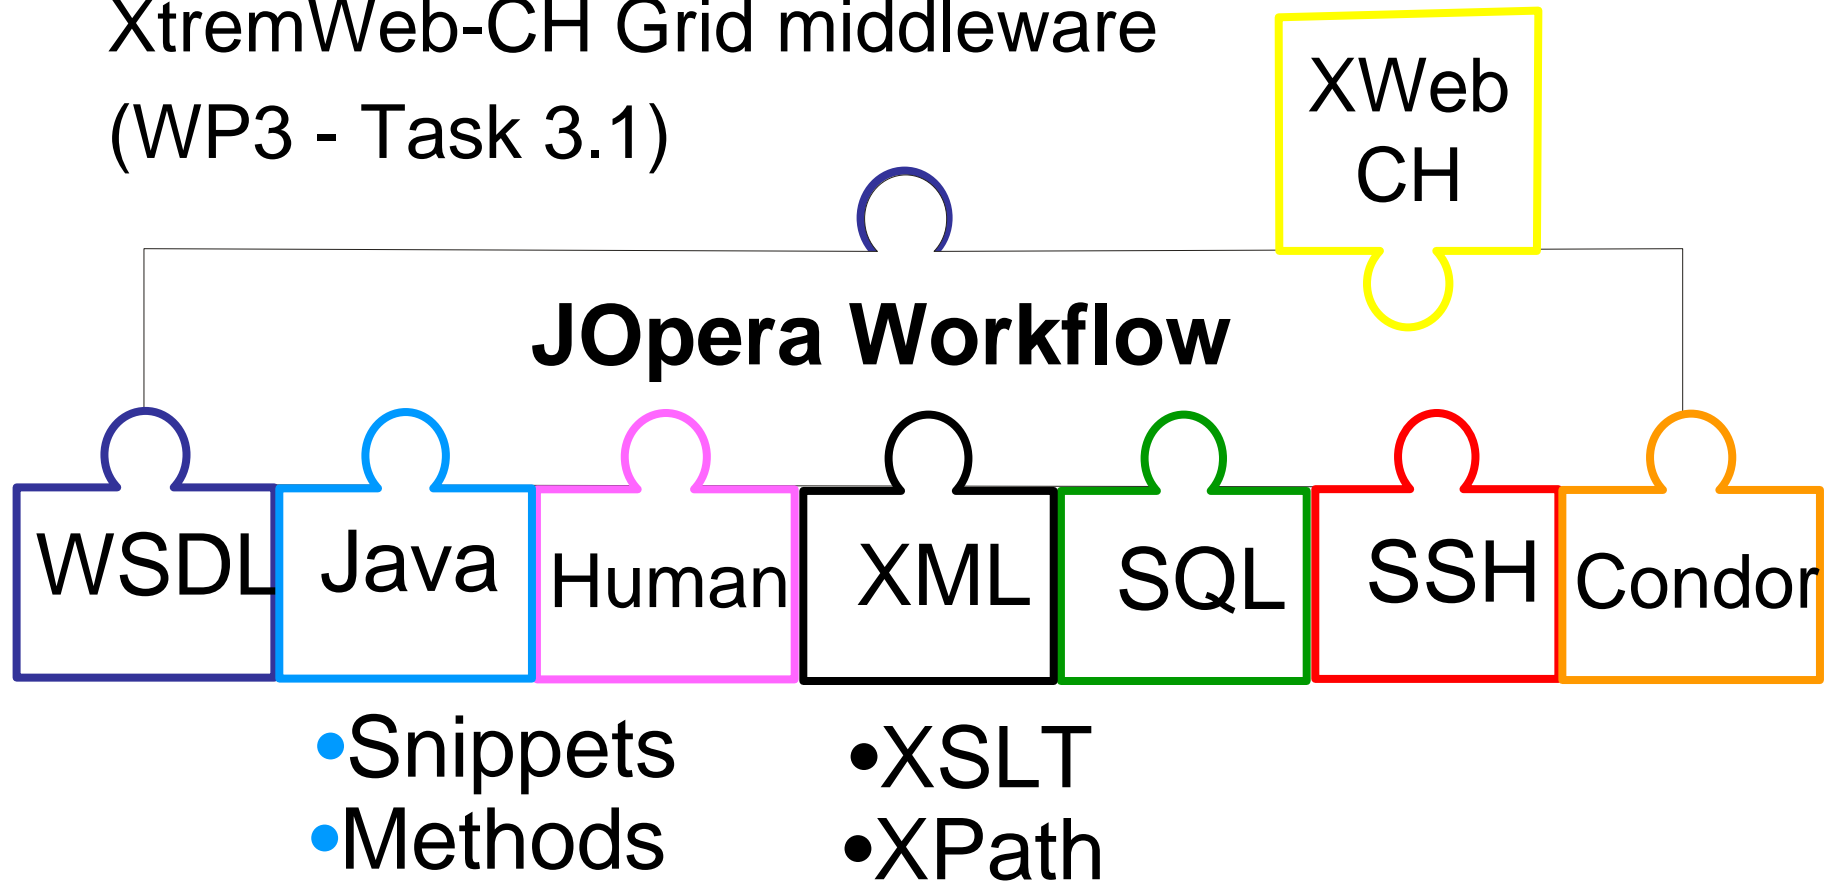 XtremWeb-CH Grid middleware
(WP3 - Task 3.1)
XWeb
CH
JOpera Workflow
WSDL
Java
Human
XML
SQL
SSH
Condor
•Snippets
•Methods
•XSLT
•XPath